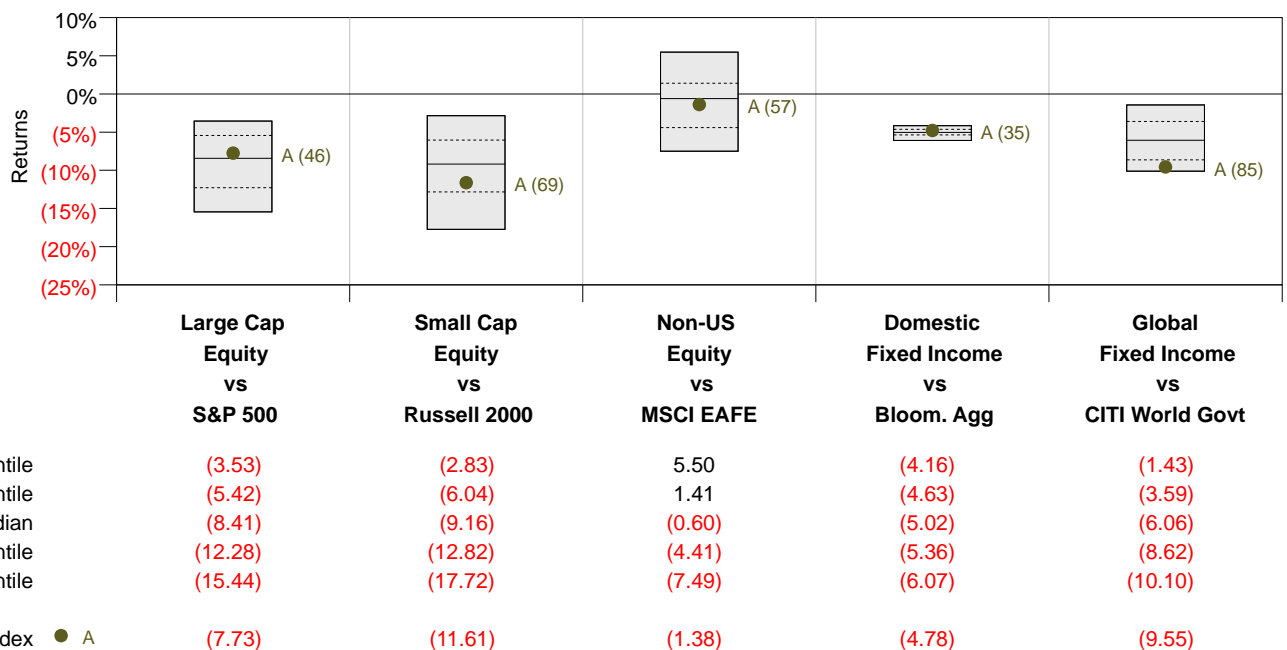 10%
5%
0%
(5%)
(10%)
(15%)
(20%)
(25%)
Returns
A (46)
A (69)
A (57)
A (35)
A (85)
Large Cap Equity vs S&P 500
Small Cap Equity vs Russell 2000
Non-US Equity vs MSCI EAFE
Domestic Fixed Income vs Bloom. Agg
Global Fixed Income vs CITI World Govt
ntile (3.53) (2.83) 5.50 (4.16) (1.43)
ntile (5.42) (6.04) 1.41 (4.63) (3.59)
dian (8.41) (9.16) (0.60) (5.02) (6.06)
ntile (12.28) (12.82) (4.41) (5.36) (8.62)
ntile (15.44) (17.72) (7.49) (6.07) (10.10)
dex A (7.73) (11.61) (1.38) (4.78) (9.55)